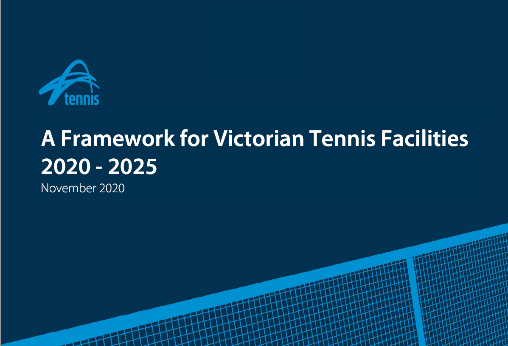 tennis
A Framework for Victorian Tennis Facilities
2020 - 2025
November 2020